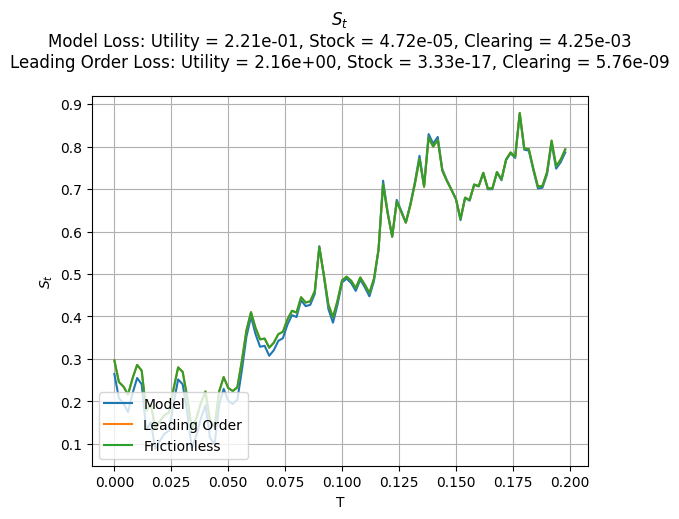 S_t
Model Loss: Utility = 2.21e-01, Stock = 4.72e-05, Clearing = 4.25e-03
Leading Order Loss: Utility = 2.16e+00, Stock = 3.33e-17, Clearing = 5.76e-09
0.9
0.8
0.7
0.6
0.5
0.4
0.3
0.2
0.1
S_t
Model
Leading Order
Frictionless
0.000
0.025
0.050
0.075
0.100
0.125
0.150
0.175
0.200
T